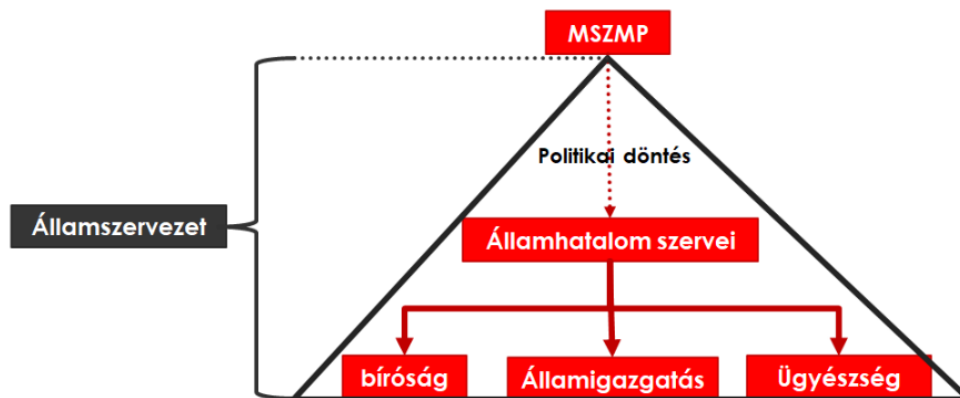 MSZMP
Politikai döntés
Államszervezet
Államhatalom szervei
bíróság
Államigazgatás
Ügyészség